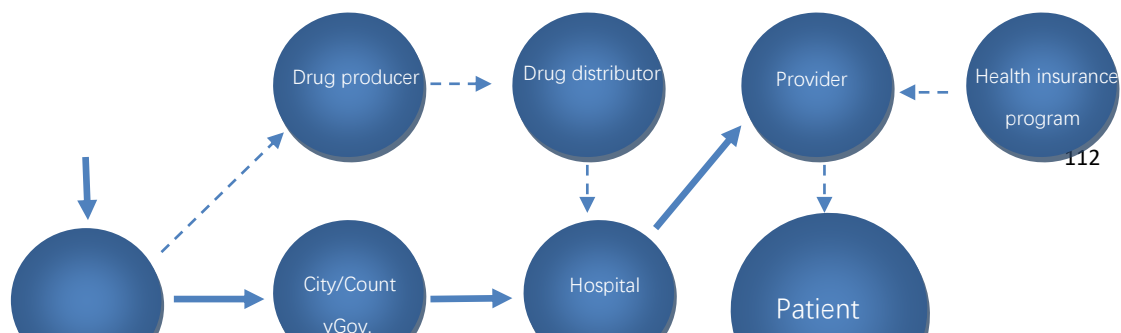 Drug producer
Drug distributor
Provider
Health insurance
program
112
City/Count
yGov.
Hospital
Patient